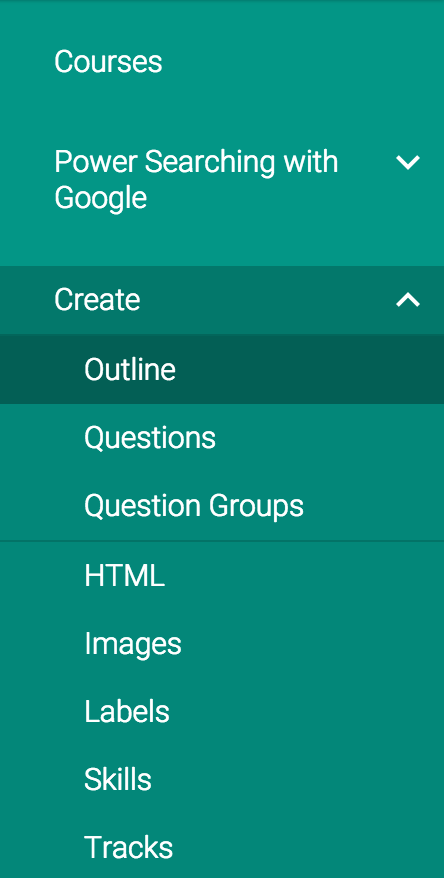 Courses
Power Searching with
Google
Create
Outline
Questions
Question Groups
HTML
Images
Labels
Skills
Tracks